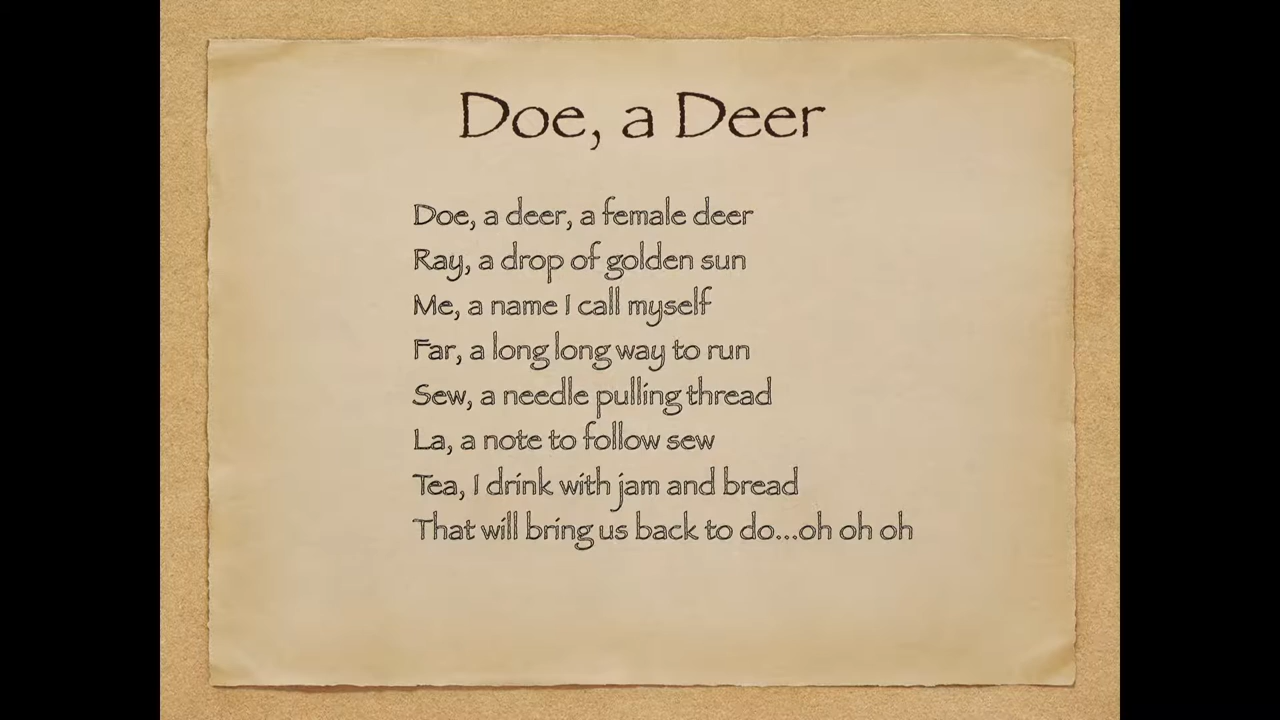 Doe, a Deer
Doe, a deer, a female deer
Ray, a drop of golden sun
Me, a name I call myself
Far, a long long way to run
Sew, a needle pulling thread
La, a note to follow sew
Tea, I drink with jam and bread
That will bring us back to do...oh oh oh